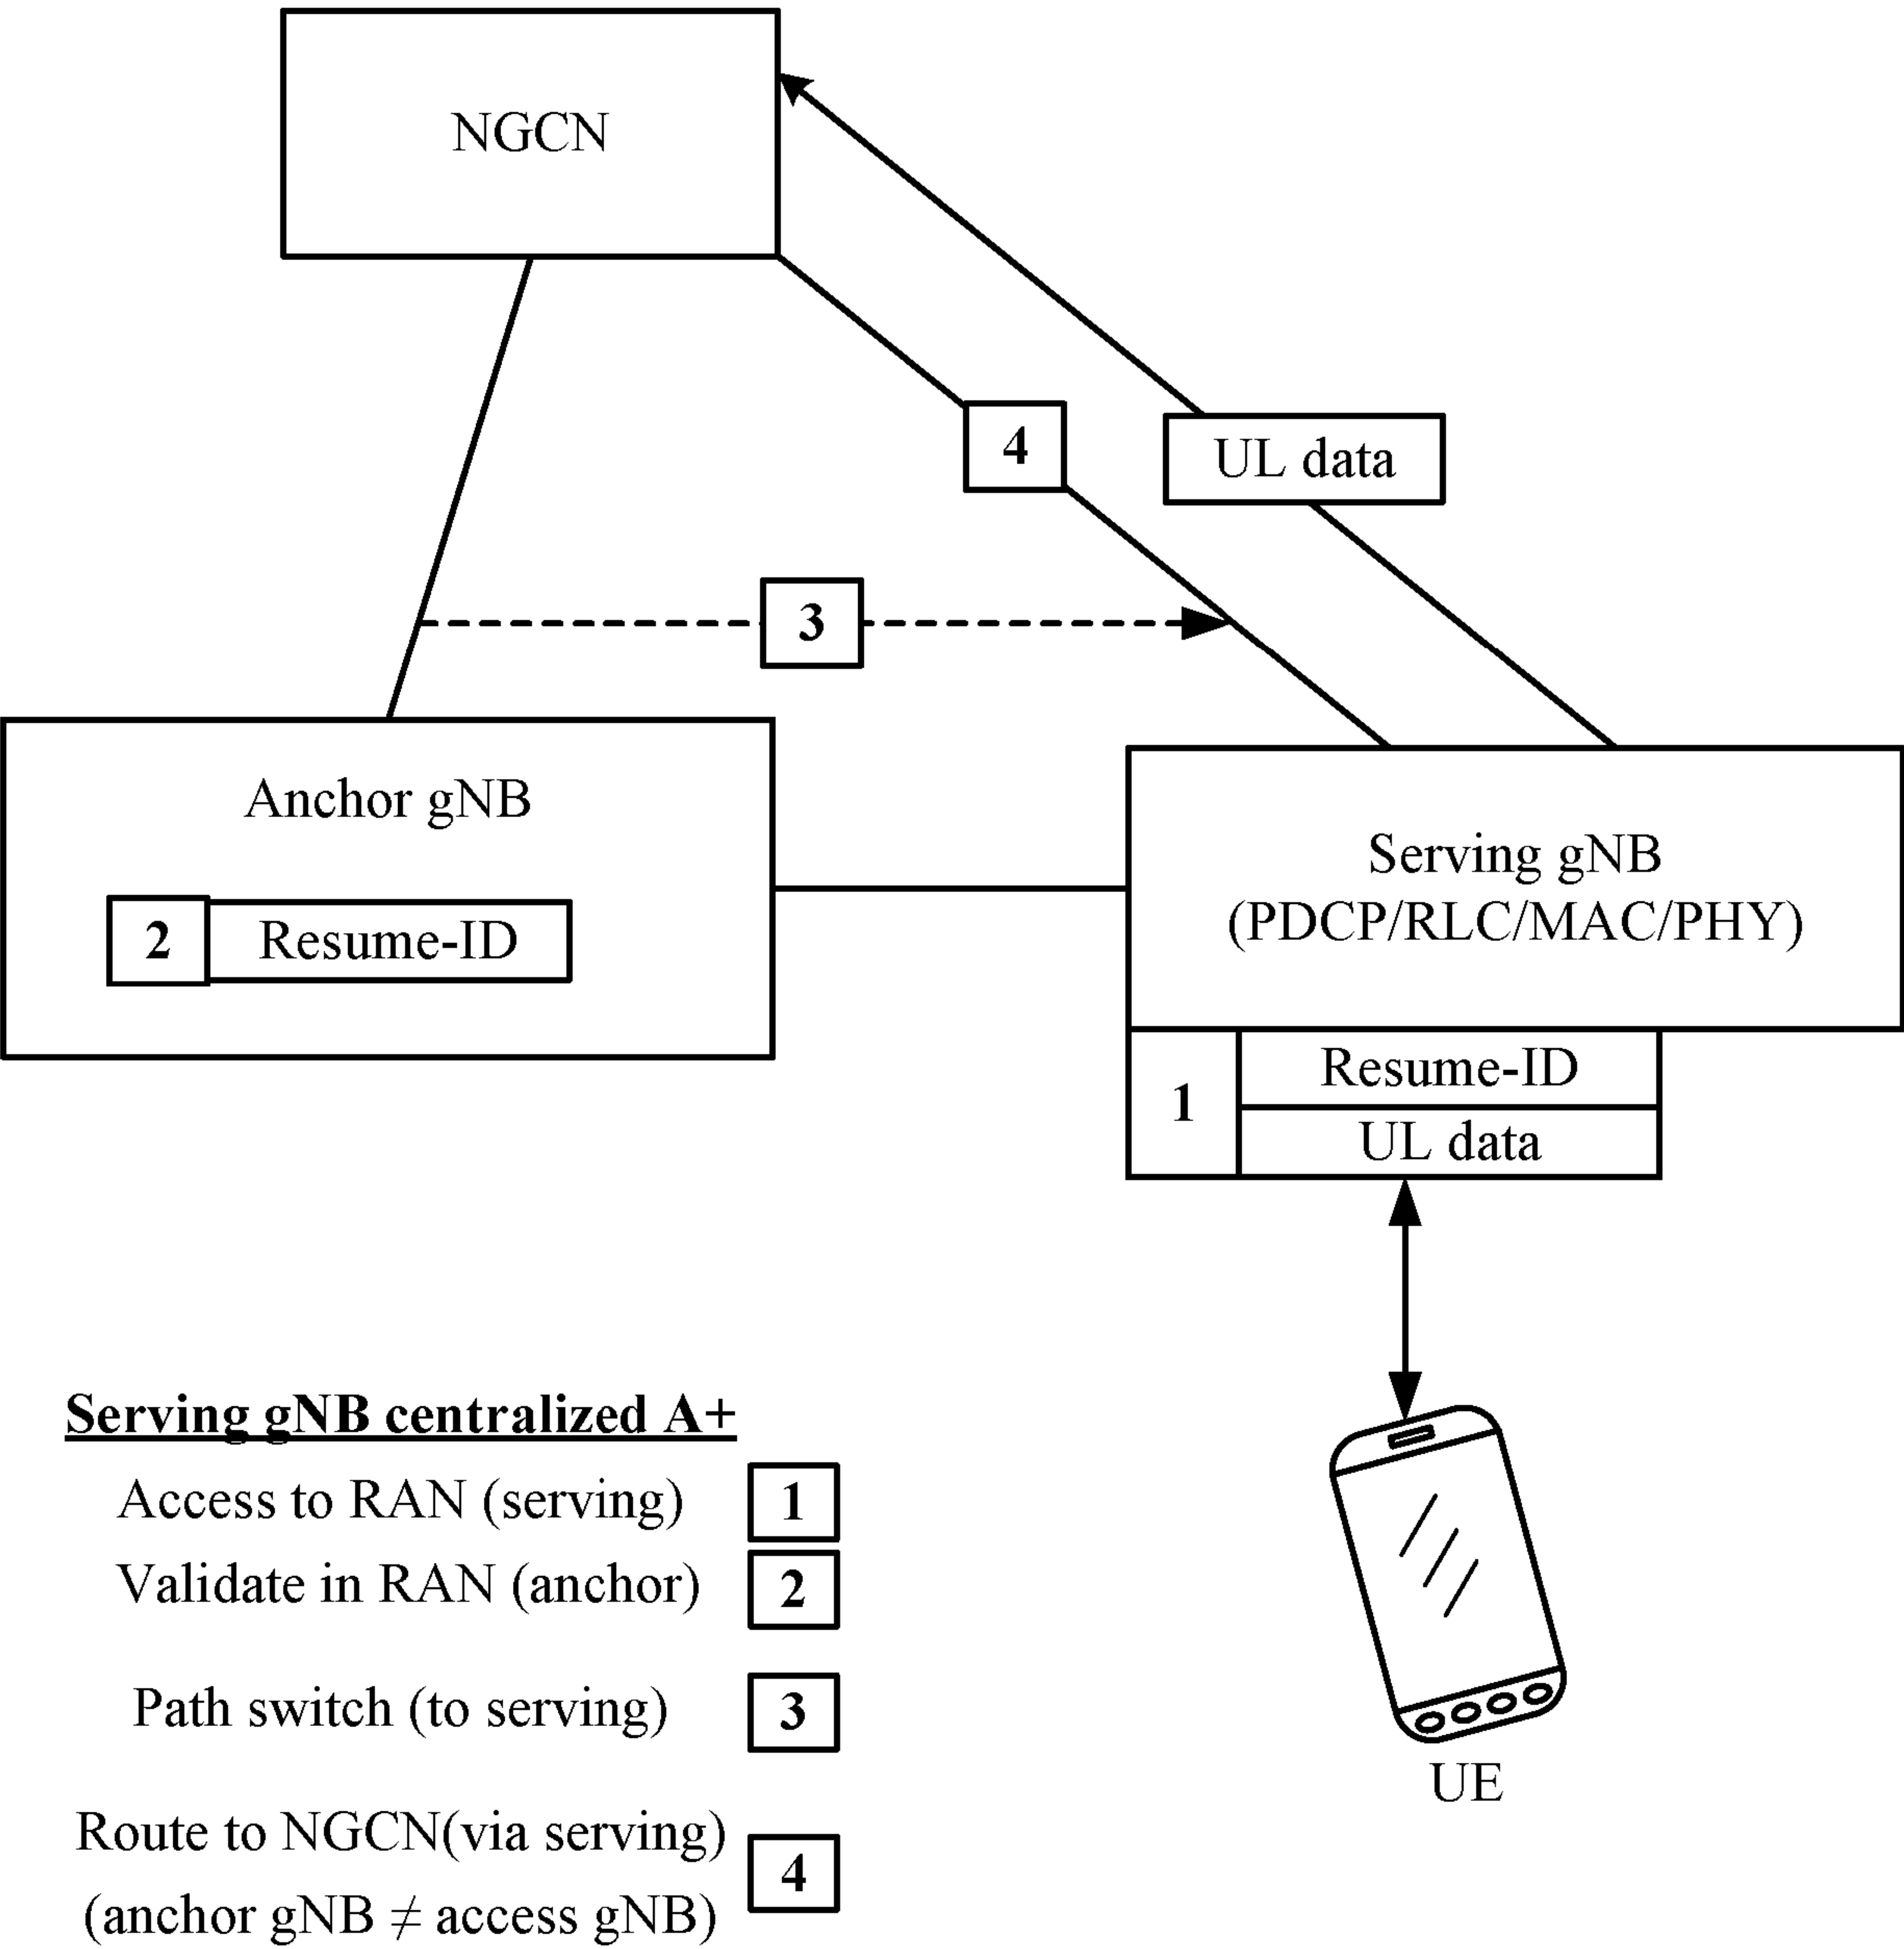 NGCN
4
UL data
3
Anchor gNB
2 Resume-ID
Serving gNB
(PDCP/RLC/MAC/PHY)
1
Resume-ID
UL data
Serving gNB centralized A+
Access to RAN (serving) 1
Validate in RAN (anchor) 2
Path switch (to serving) 3
Route to NGCN(via serving) 4
(anchor gNB ≠ access gNB)
UE